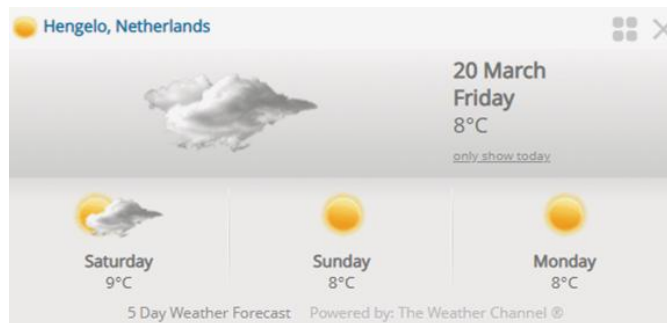 Hengelo, Netherlands
20 March
Friday
8°C
only show today
Saturday
9°C
Sunday
8°C
Monday
8°C
5 Day Weather Forecast Powered by: The Weather Channel ®